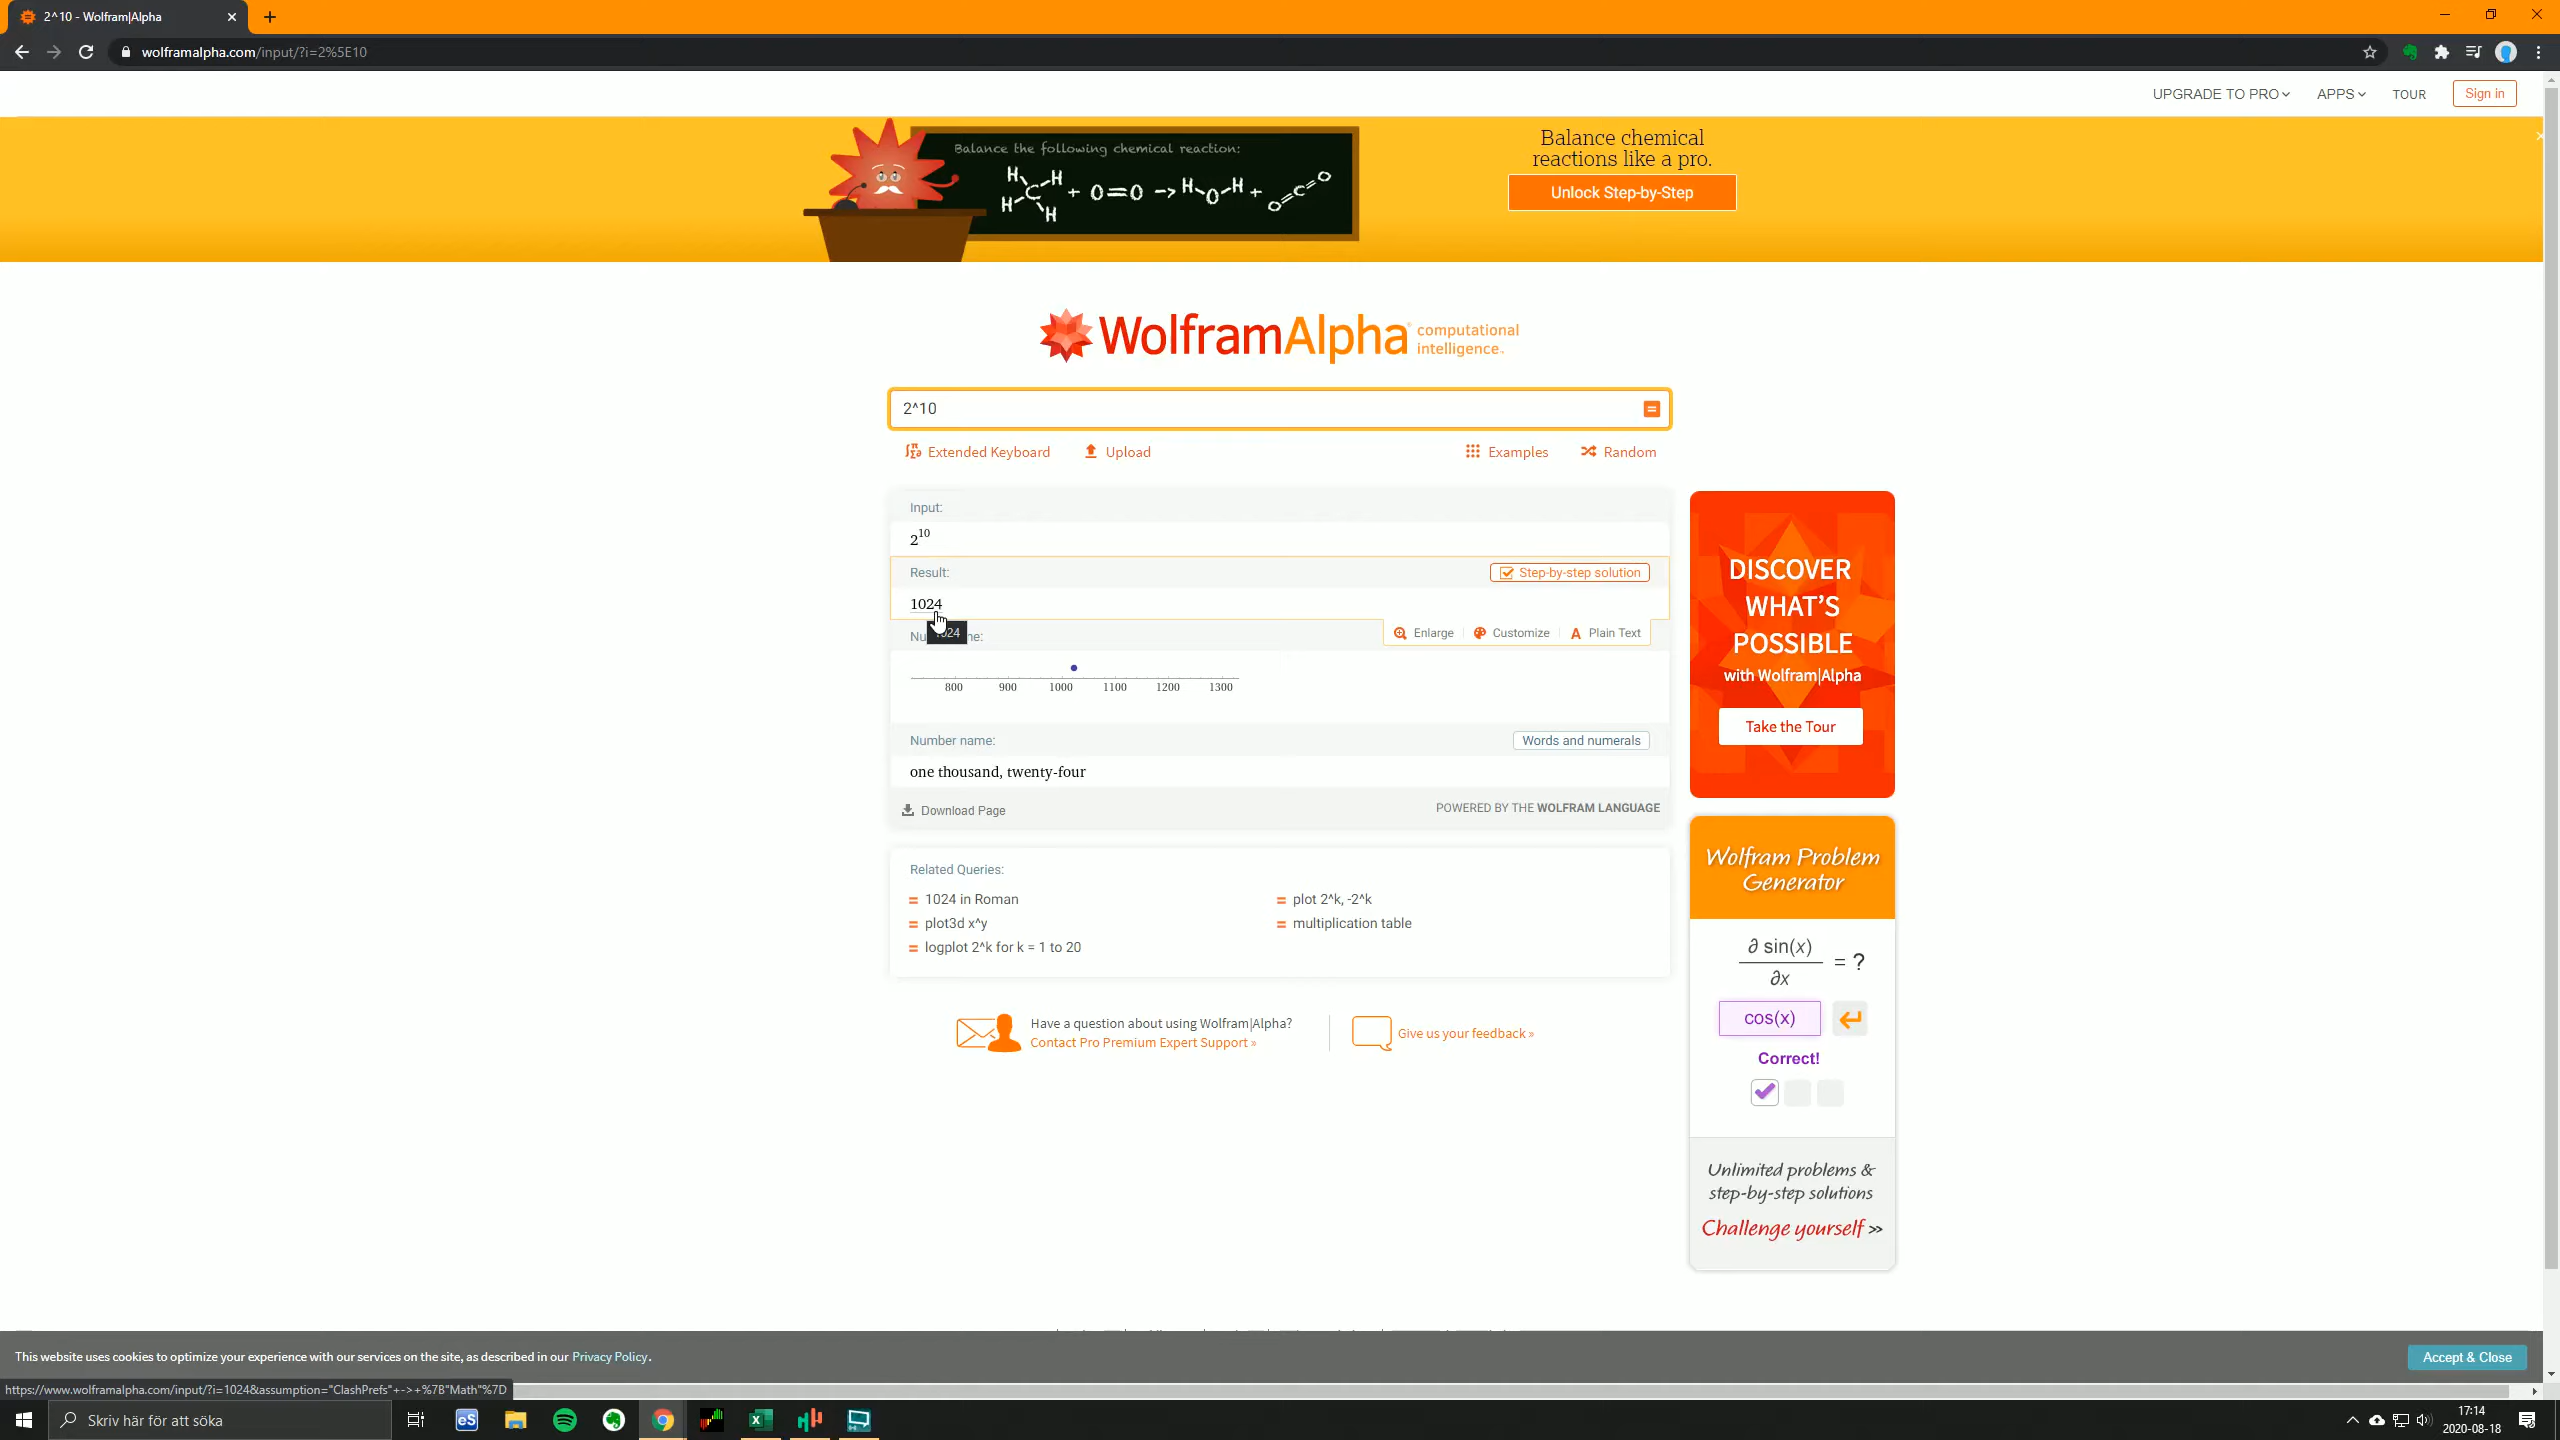 2^10 - Wolfram|Alpha
wolframalpha.com/input/?i=2%5E10
UPGRADE TO PRO
APPS
TOUR
Sign in
Balance the following chemical reaction:
H H C H H + O=O -> H O H + O=C=O
Balance chemical
reactions like a pro.
Unlock Step-by-Step
WolframAlpha computational
intelligence.
2^10
Extended Keyboard
Upload
Examples
Random
Input:
2^10
Result:
Step-by-step solution
1024
Enlarge
Customize
Plain Text
800 900 1000 1100 1200 1300
Number name:
Words and numerals
one thousand, twenty-four
Download Page
POWERED BY THE WOLFRAM LANGUAGE
Related Queries:
= 1024 in Roman
= plot 2^k, -2^k
= plot3d x^y
= multiplication table
= logplot 2^k for k = 1 to 20
Have a question about using Wolfram|Alpha?
Contact Pro Premium Expert Support »
Give us your feedback »
DISCOVER
WHAT'S
POSSIBLE
with Wolfram|Alpha
Take the Tour
Wolfram Problem
Generator
∂ sin(x)
∂x
= ?
cos(x)
Correct!
Unlimited problems &
step-by-step solutions
Challenge yourself »
This website uses cookies to optimize your experience with our services on the site, as described in our Privacy Policy.
Accept & Close
https://www.wolframalpha.com/input/?i=1024&assumption="ClashPrefs"+->+%7B"Math"%7D
Skriv här för att söka
eS
17:14
2020-08-18